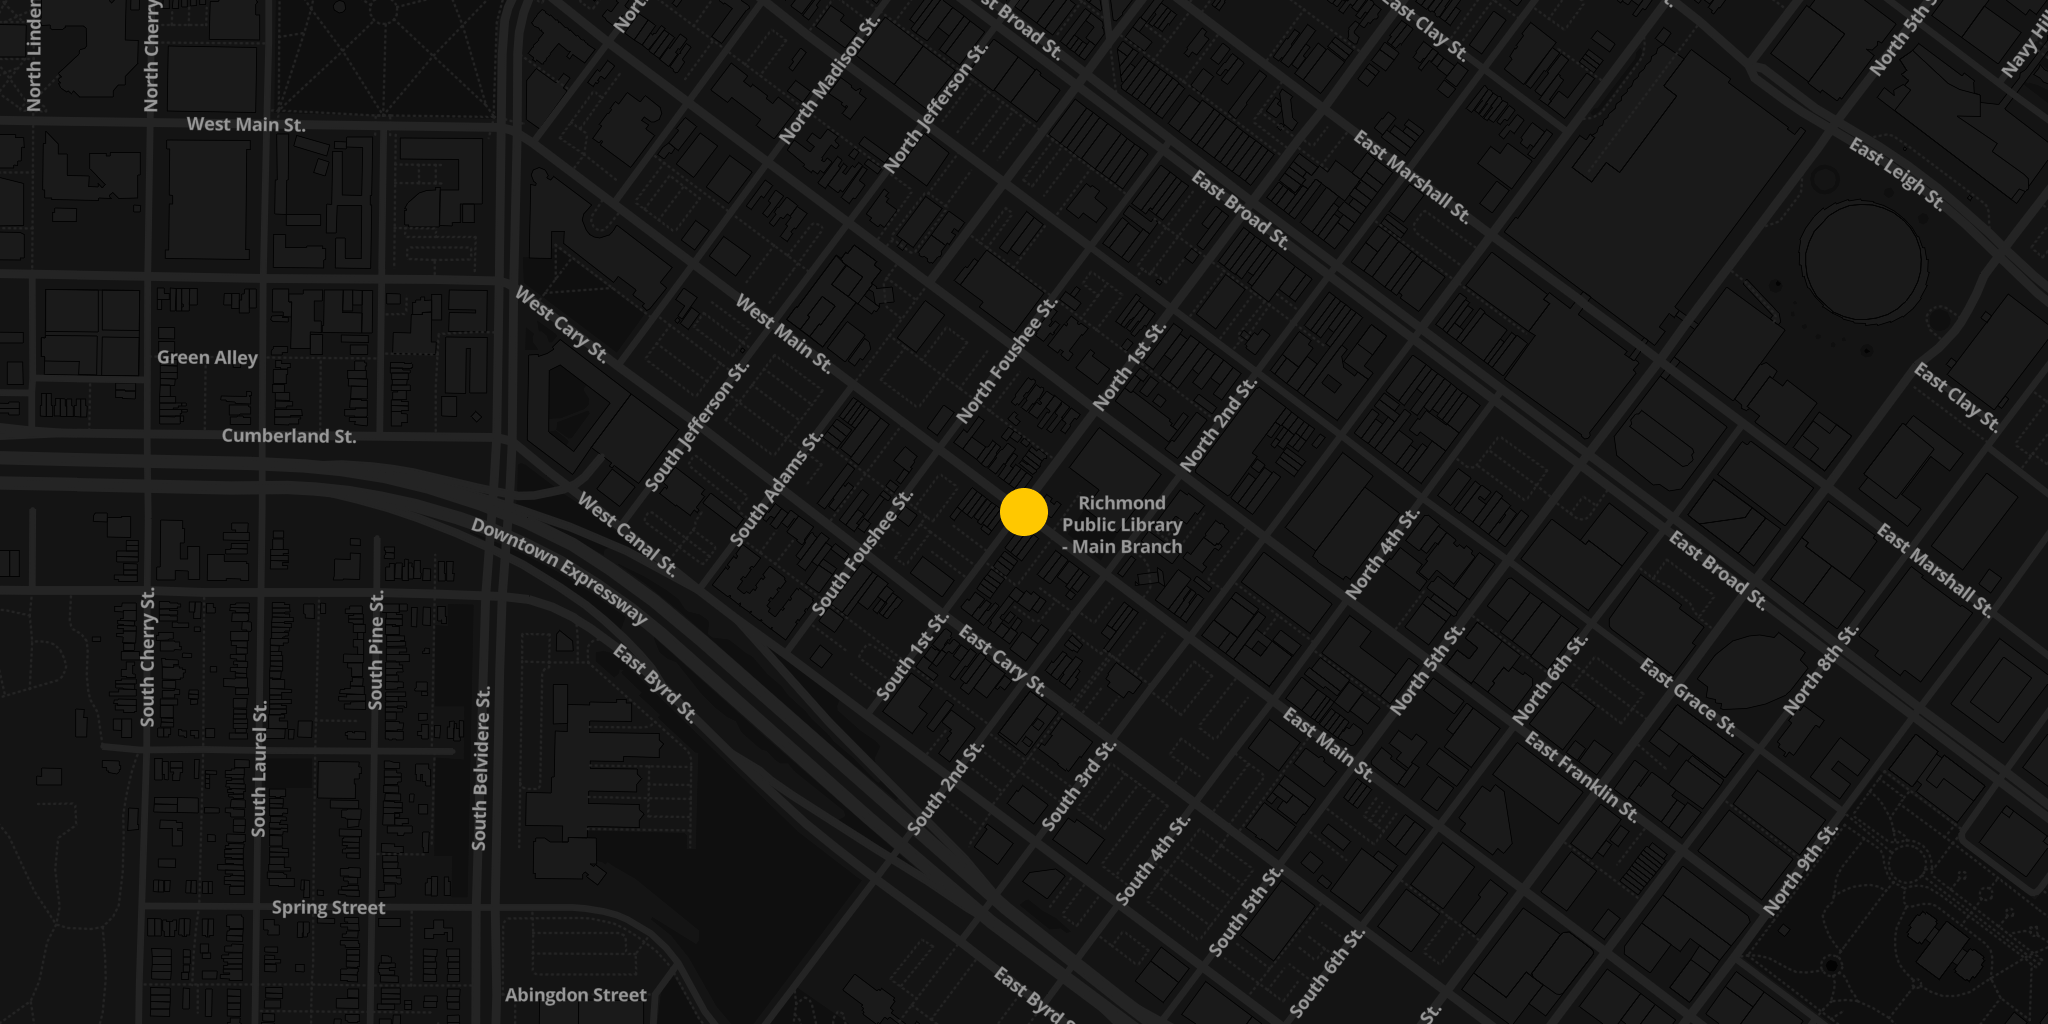 North Linden
North Cherry
North
East Broad St.
East Clay St.
North 5th S
Navy Hill
North Madison St.
North Jefferson St.
West Main St.
East Marshall St.
East Leigh St.
East Broad St.
West Cary St.
West Main St.
North Foushee St.
North 1st St.
Green Alley
North 2nd St.
East Clay St.
South Jefferson St.
Cumberland St.
South Adams St.
South Foushee St.
Richmond
Public Library
- Main Branch
West Canal St.
Downtown Expressway
North 4th St.
East Broad St.
East Marshall St.
South Cherry St.
South Pine St.
South 1st St.
East Cary St.
North 5th St.
North 6th St.
North 8th St.
East Byrd St.
East Grace St.
South Laurel St.
South Belvidere St.
East Main St.
East Franklin St.
South 2nd St.
South 3rd St.
South 4th St.
North 9th St.
South 5th St.
Spring Street
South 6th St.
Abingdon Street
East Byrd S
St.